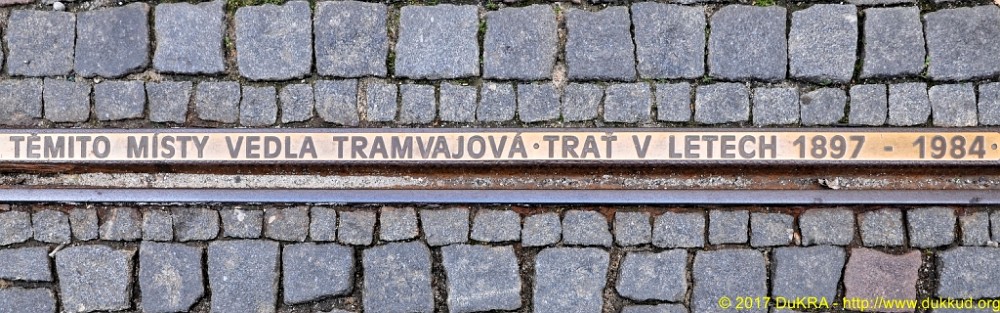 TĚMITO MÍSTY VEDLA TRAMVAJOVÁ·TRAŤ V LETECH 1897 - 1984·
© 2017 DuKRA - http://www.dukkud.org